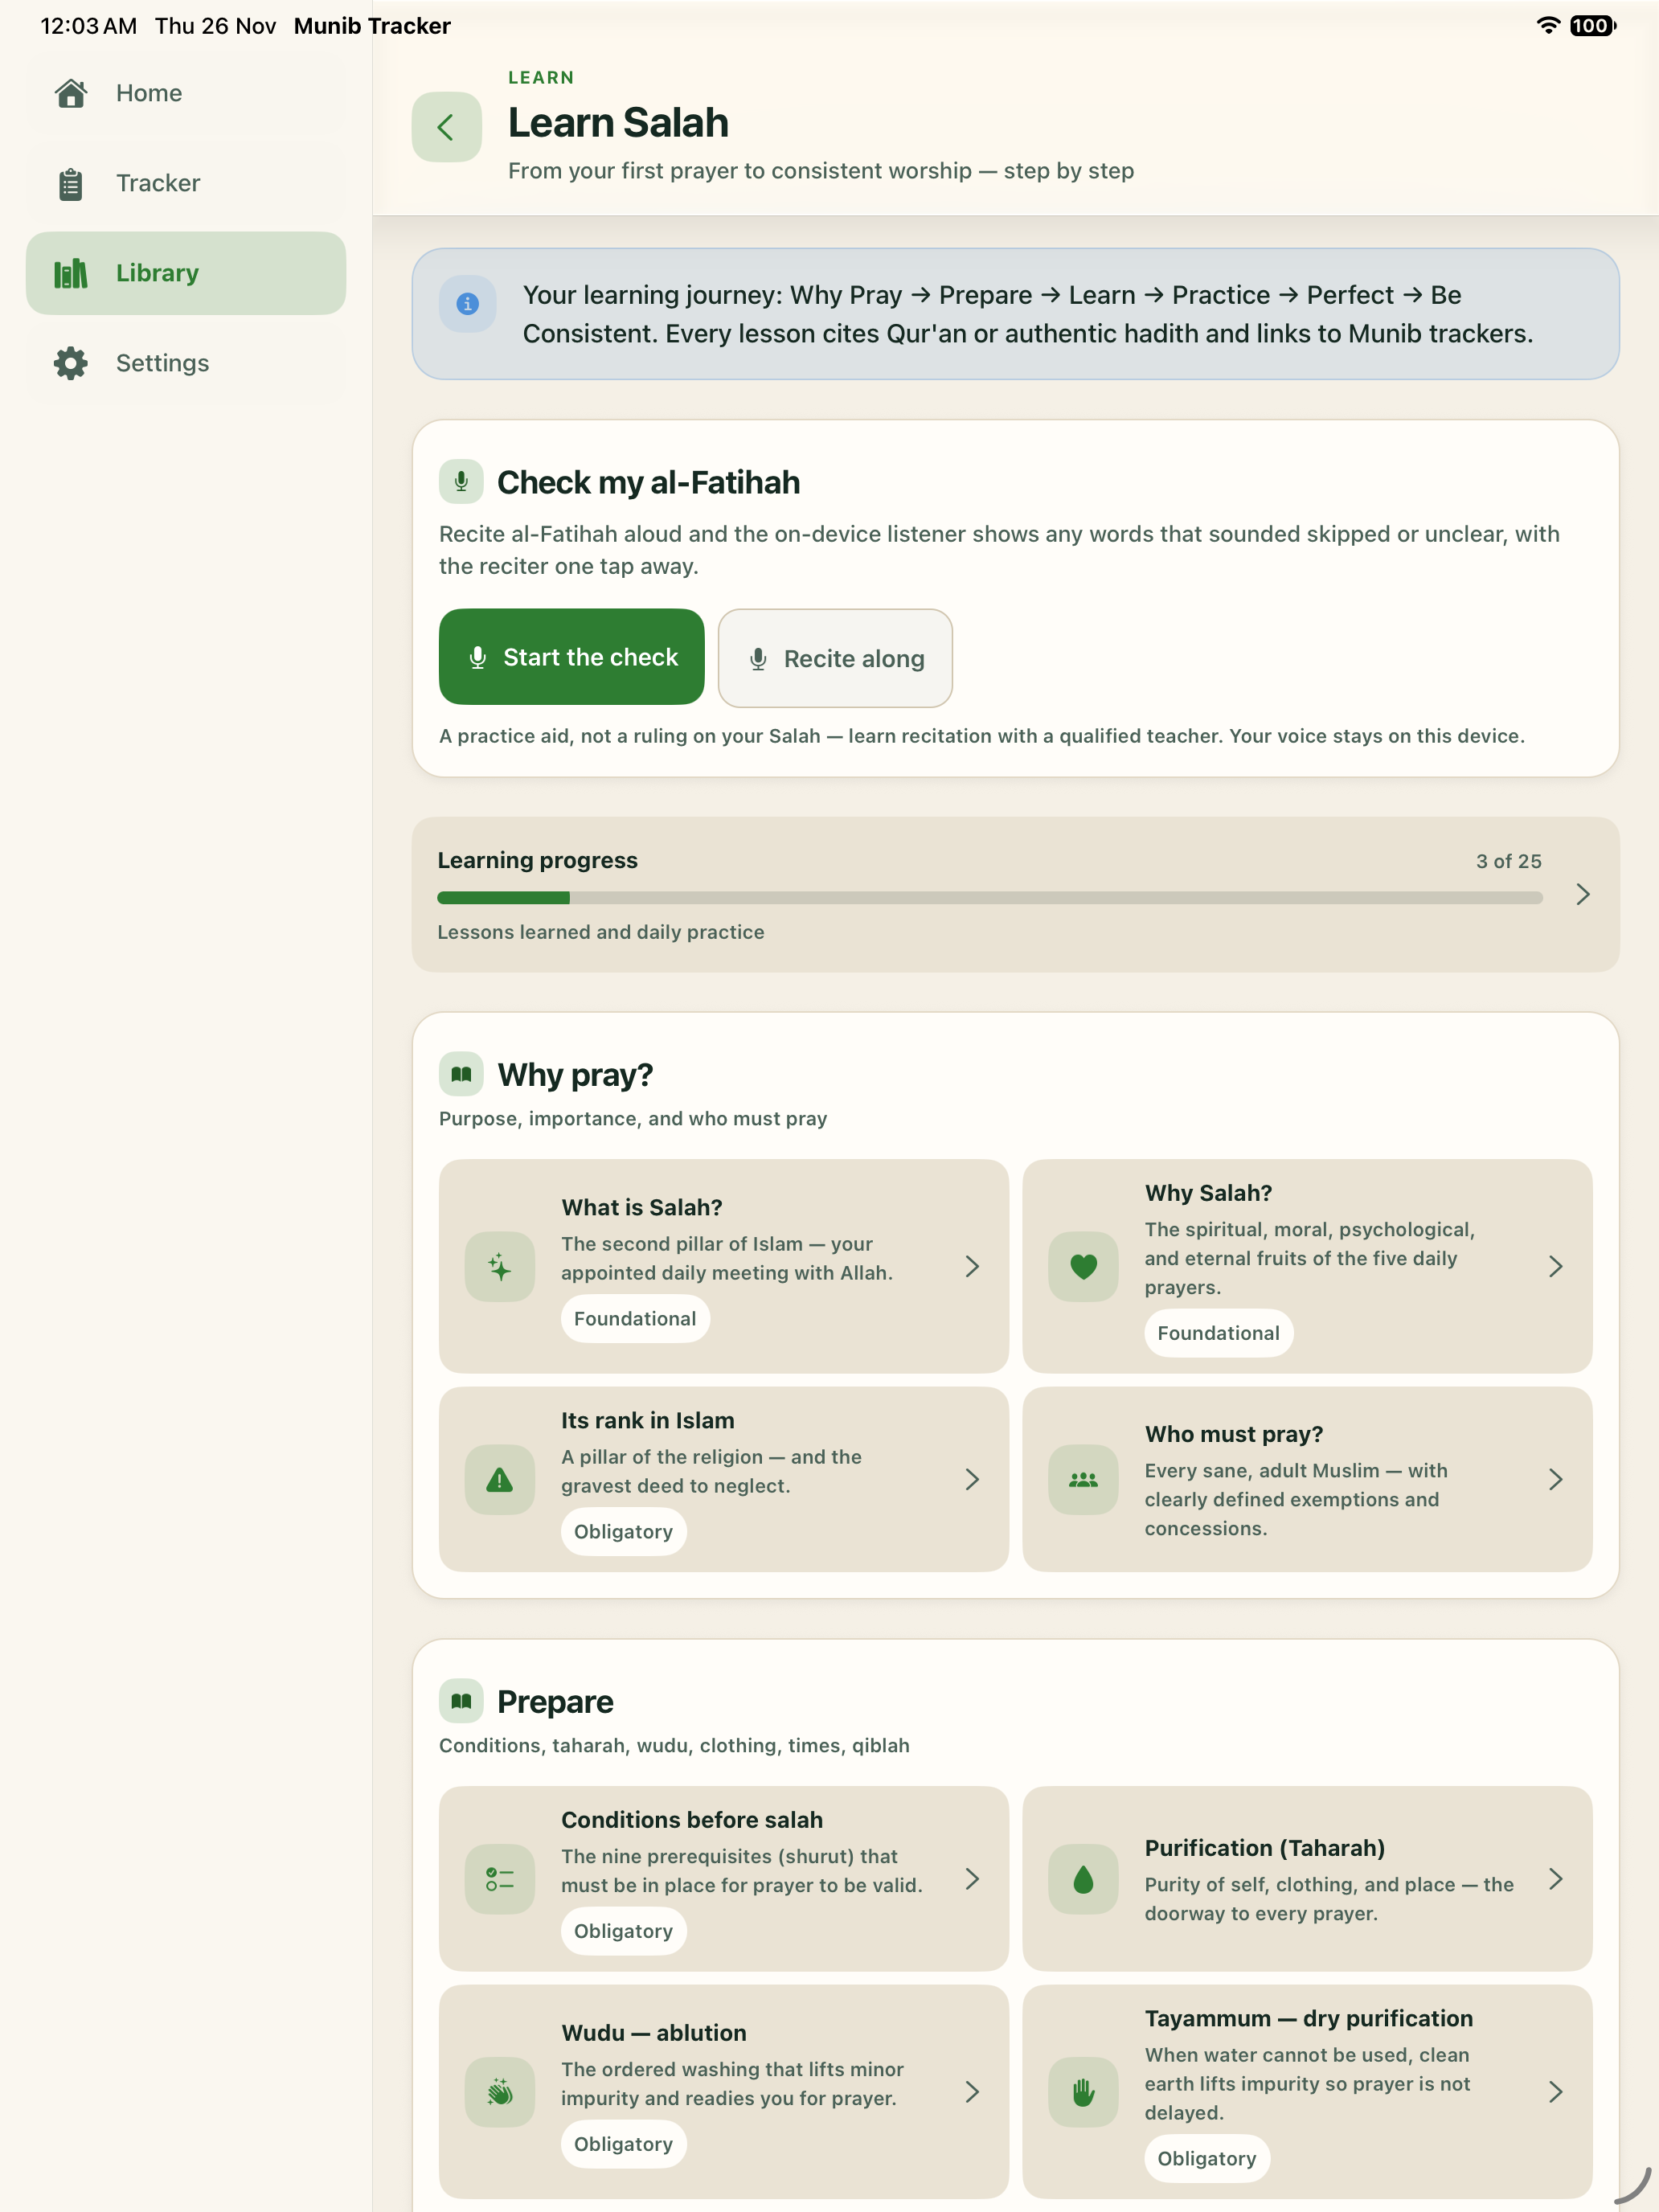 12:03 AM Thu 26 Nov Munib Tracker
100
Home
Tracker
Library
Settings
LEARN
Learn Salah
From your first prayer to consistent worship — step by step
Your learning journey: Why Pray → Prepare → Learn → Practice → Perfect → Be
Consistent. Every lesson cites Qur'an or authentic hadith and links to Munib trackers.
Check my al-Fatihah
Recite al-Fatihah aloud and the on-device listener shows any words that sounded skipped or unclear, with
the reciter one tap away.
Start the check
Recite along
A practice aid, not a ruling on your Salah — learn recitation with a qualified teacher. Your voice stays on this device.
Learning progress
3 of 25
Lessons learned and daily practice
Why pray?
Purpose, importance, and who must pray
What is Salah?
The second pillar of Islam — your
appointed daily meeting with Allah.
Foundational
Why Salah?
The spiritual, moral, psychological,
and eternal fruits of the five daily
prayers.
Foundational
Its rank in Islam
A pillar of the religion — and the
gravest deed to neglect.
Obligatory
Who must pray?
Every sane, adult Muslim — with
clearly defined exemptions and
concessions.
Prepare
Conditions, taharah, wudu, clothing, times, qiblah
Conditions before salah
The nine prerequisites (shurut) that
must be in place for prayer to be valid.
Obligatory
Purification (Taharah)
Purity of self, clothing, and place — the
doorway to every prayer.
Wudu — ablution
The ordered washing that lifts minor
impurity and readies you for prayer.
Obligatory
Tayammum — dry purification
When water cannot be used, clean
earth lifts impurity so prayer is not
delayed.
Obligatory